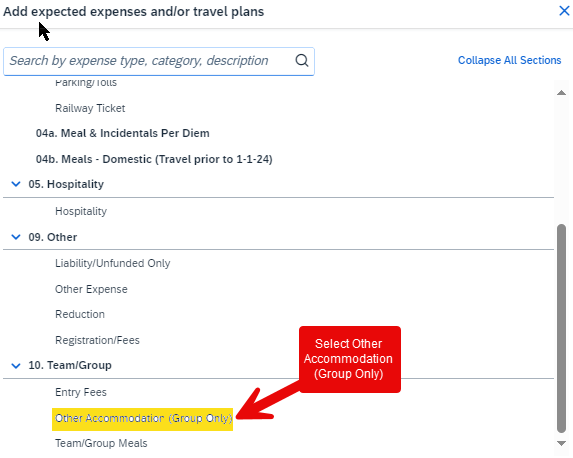 Add expected expenses and/or travel plans
Search by expense type, category, description
Collapse All Sections
Parking/Tolls
Railway Ticket
04a. Meal & Incidentals Per Diem
04b. Meals - Domestic (Travel prior to 1-1-24)
05. Hospitality
Hospitality
09. Other
Liability/Unfunded Only
Other Expense
Reduction
Registration/Fees
Select Other
Accommodation
(Group Only)
10. Team/Group
Entry Fees
Other Accommodation (Group Only)
Team/Group Meals